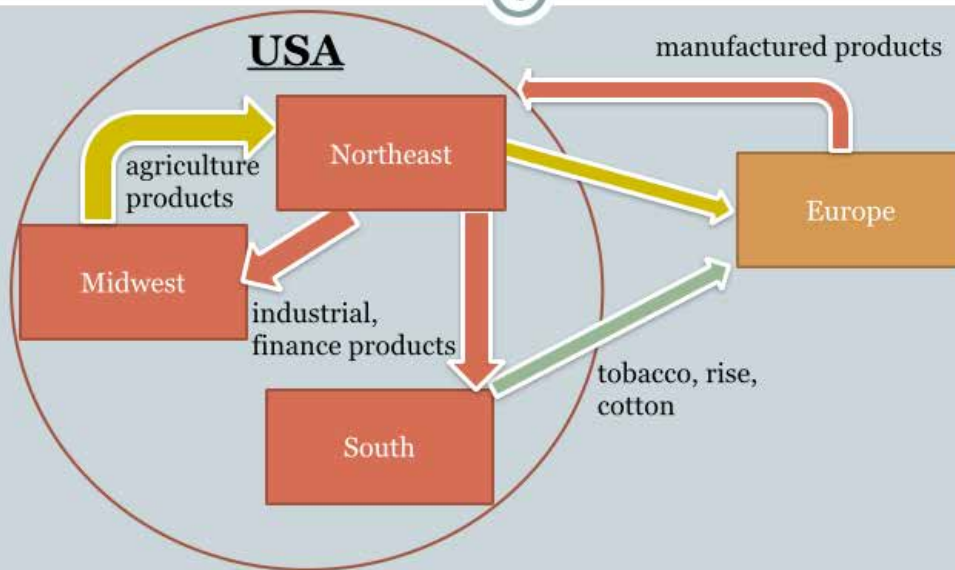 USA
manufactured products
Northeast
agriculture
products
Europe
Midwest
industrial,
finance products
tobacco, rise,
cotton
South